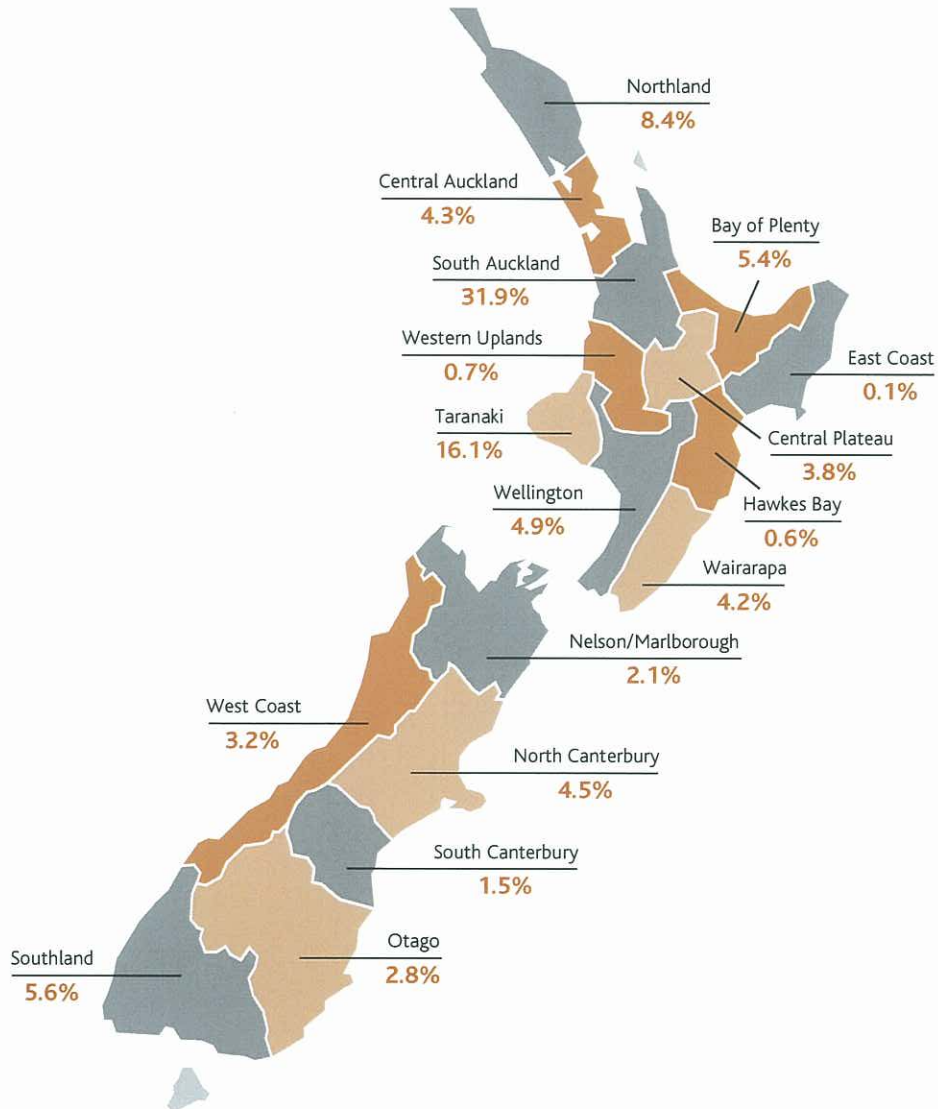 Northland
8.4%
Central Auckland
4.3%
Bay of Plenty
5.4%
South Auckland
31.9%
Western Uplands
0.7%
East Coast
0.1%
Taranaki
16.1%
Central Plateau
3.8%
Wellington
4.9%
Hawkes Bay
0.6%
Wairarapa
4.2%
Nelson/Marlborough
2.1%
West Coast
3.2%
North Canterbury
4.5%
South Canterbury
1.5%
Otago
2.8%
Southland
5.6%